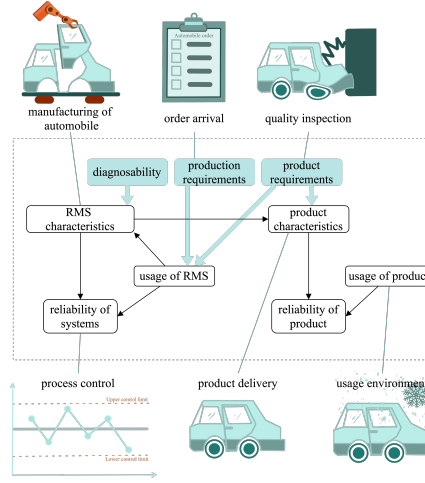 Automobile order
manufacturing of
automobile
order arrival
quality inspection
diagnosability
production
requirements
product
requirements
RMS
characteristics
product
characteristics
usage of RMS
usage of produc
reliability of
systems
reliability of
product
process control
product delivery
usage environmen
Upper control limit
Lower control limit